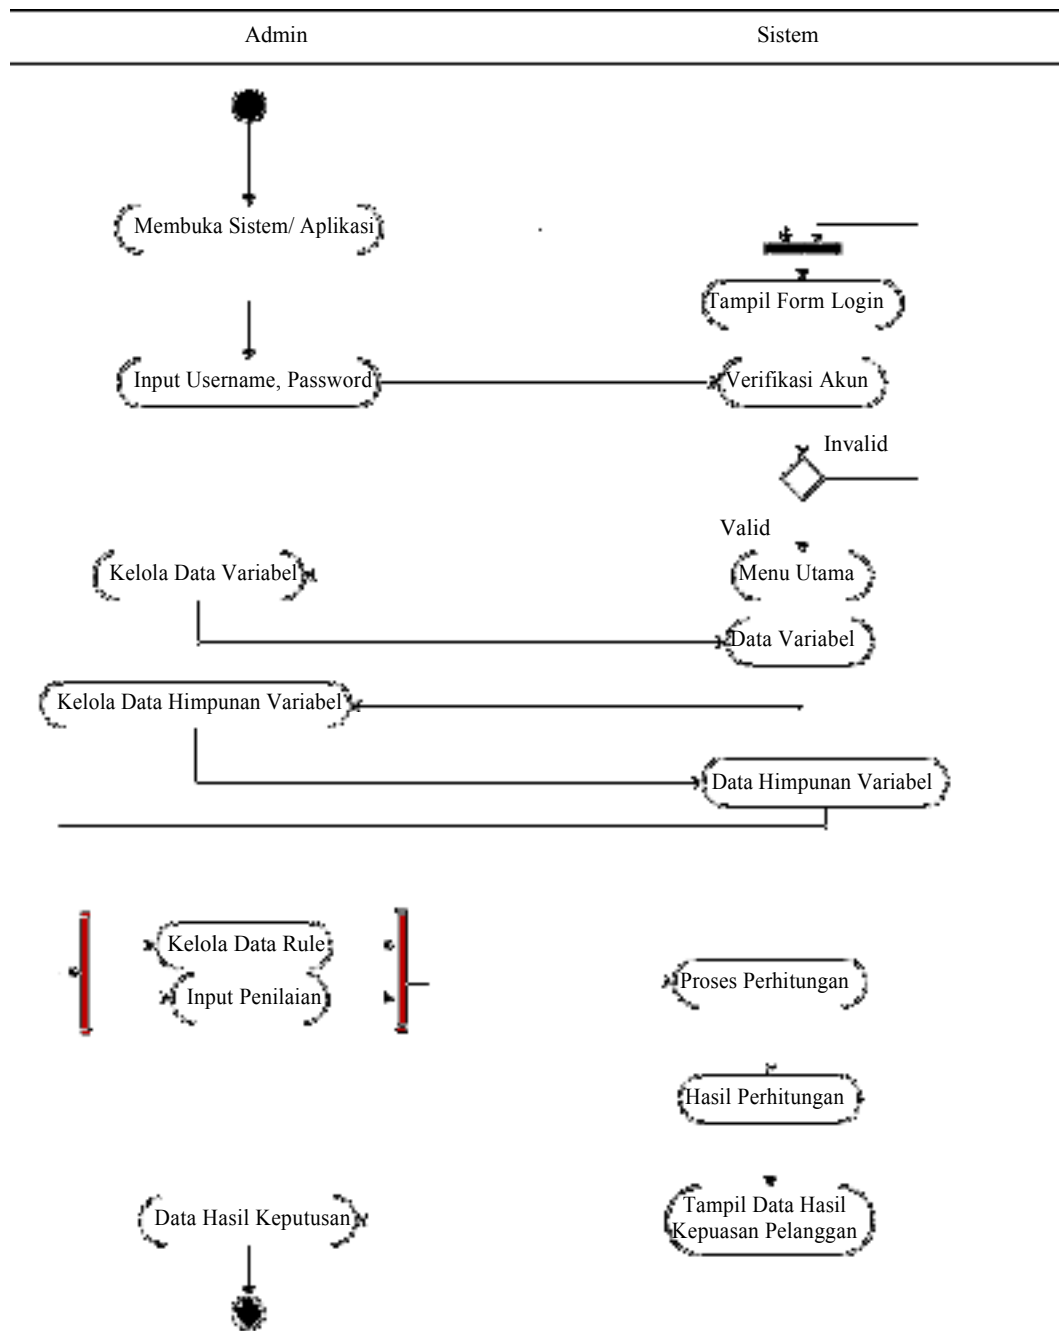 Admin
Sistem
Membuka Sistem/ Aplikasi
Tampil Form Login
Input Username, Password
Verifikasi Akun
Invalid
Valid
Kelola Data Variabel
Menu Utama
Data Variabel
Kelola Data Himpunan Variabel
Data Himpunan Variabel
Kelola Data Rule
Proses Perhitungan
Input Penilaian
Hasil Perhitungan
Data Hasil Keputusan
Tampil Data Hasil
Kepuasan Pelanggan